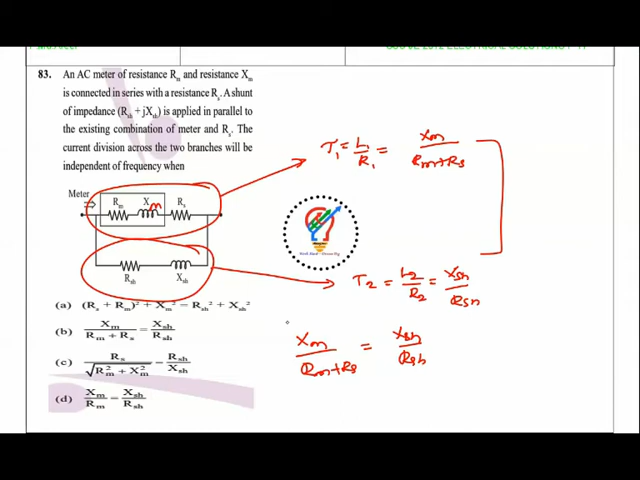 83. An AC meter of resistance Rm and resistance Xm
is connected in series with a resistance Rs. A shunt
of impedance (Rsh + jXsh) is applied in parallel to
the existing combination of meter and Rs. The
current division across the two branches will be
independent of frequency when
Meter
Rm Xm Rs
Rsh Xsh
(a) (Rs + Rm)² + Xm² − Rsh² + Xsh²
(b) Xm / Rm + Rs = Xsh / Rsh
(c) Rs / √Rm² + Xm² − Rsh / Xsh
(d) Xm / Rm − Xsh / Rsh
τ1 = L1 / R1 = Xm / Rm+Rs
τ2 = L2 / R2 = Xsh / Rsh
Xm / Rm+Rs = Xsh / Rsh